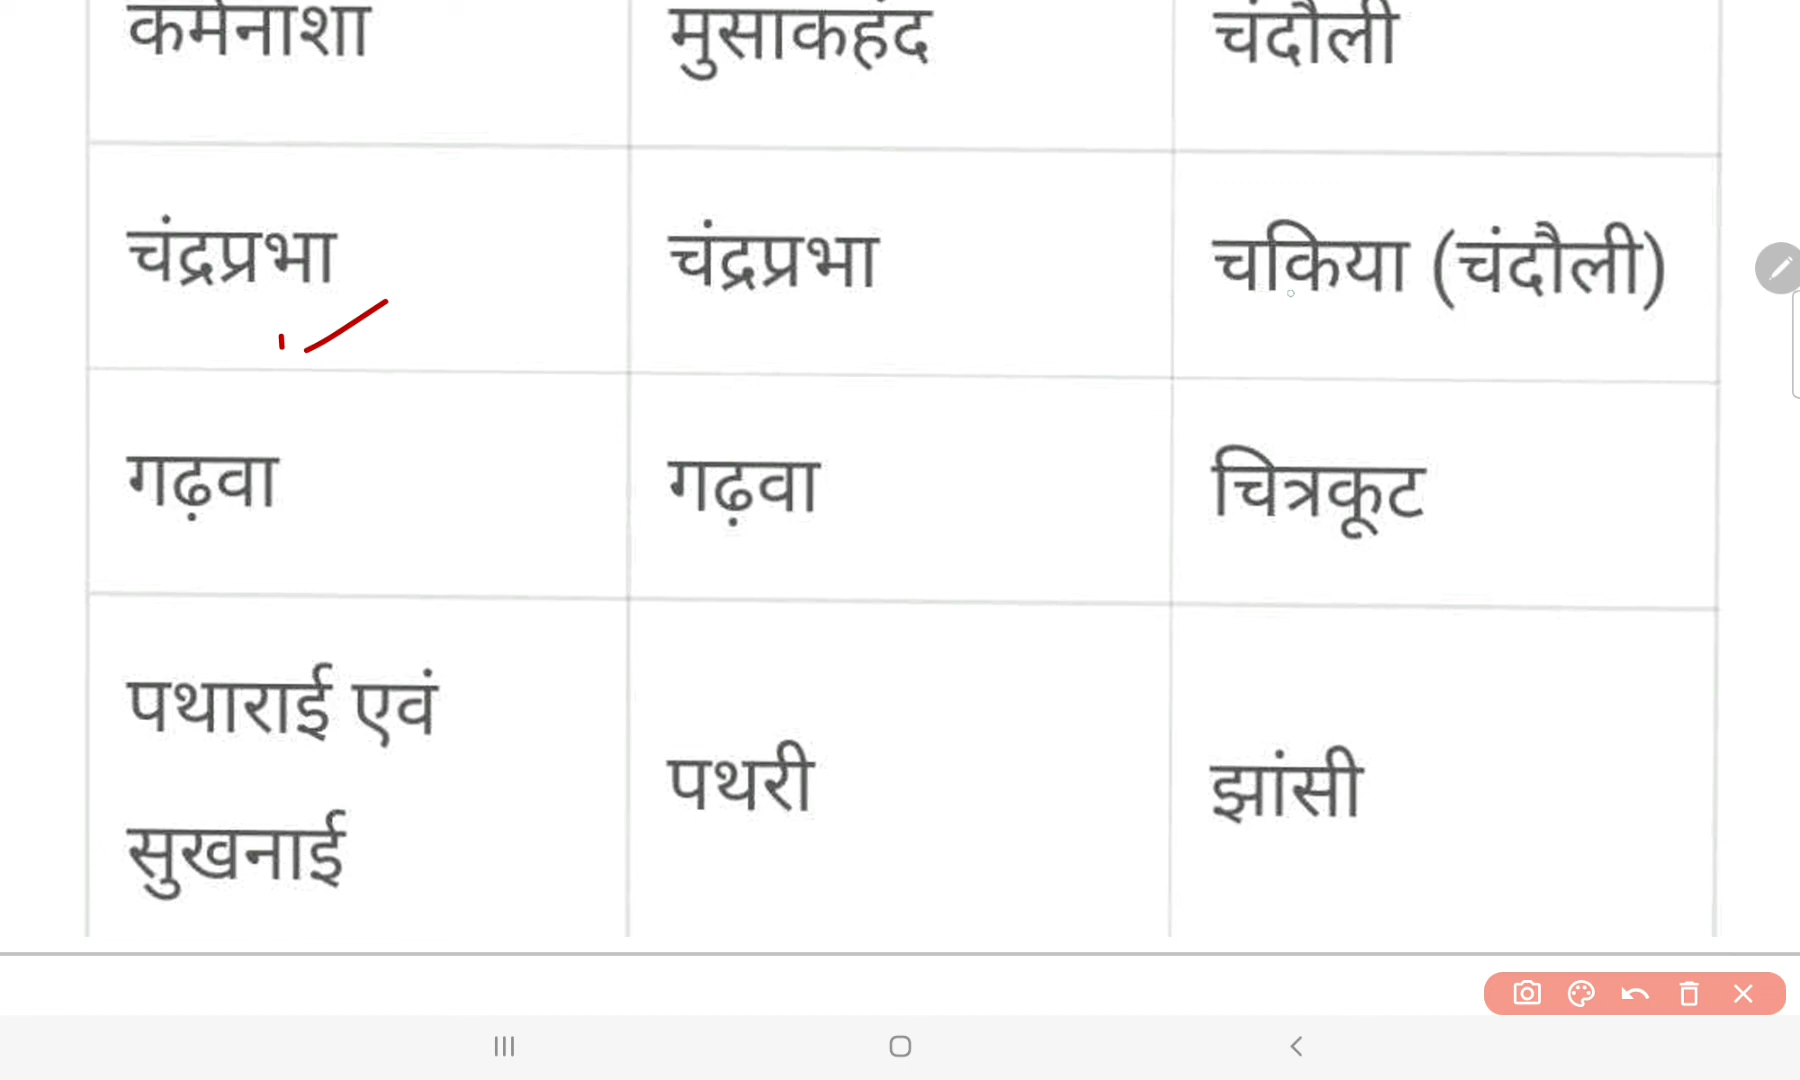 कर्मनाशा मुसाकहंद चंदौली
चंद्रप्रभा चंद्रप्रभा चकिया (चंदौली)
गढ़वा गढ़वा चित्रकूट
पथाराई एवं
सुखनाई
पथरी झांसी